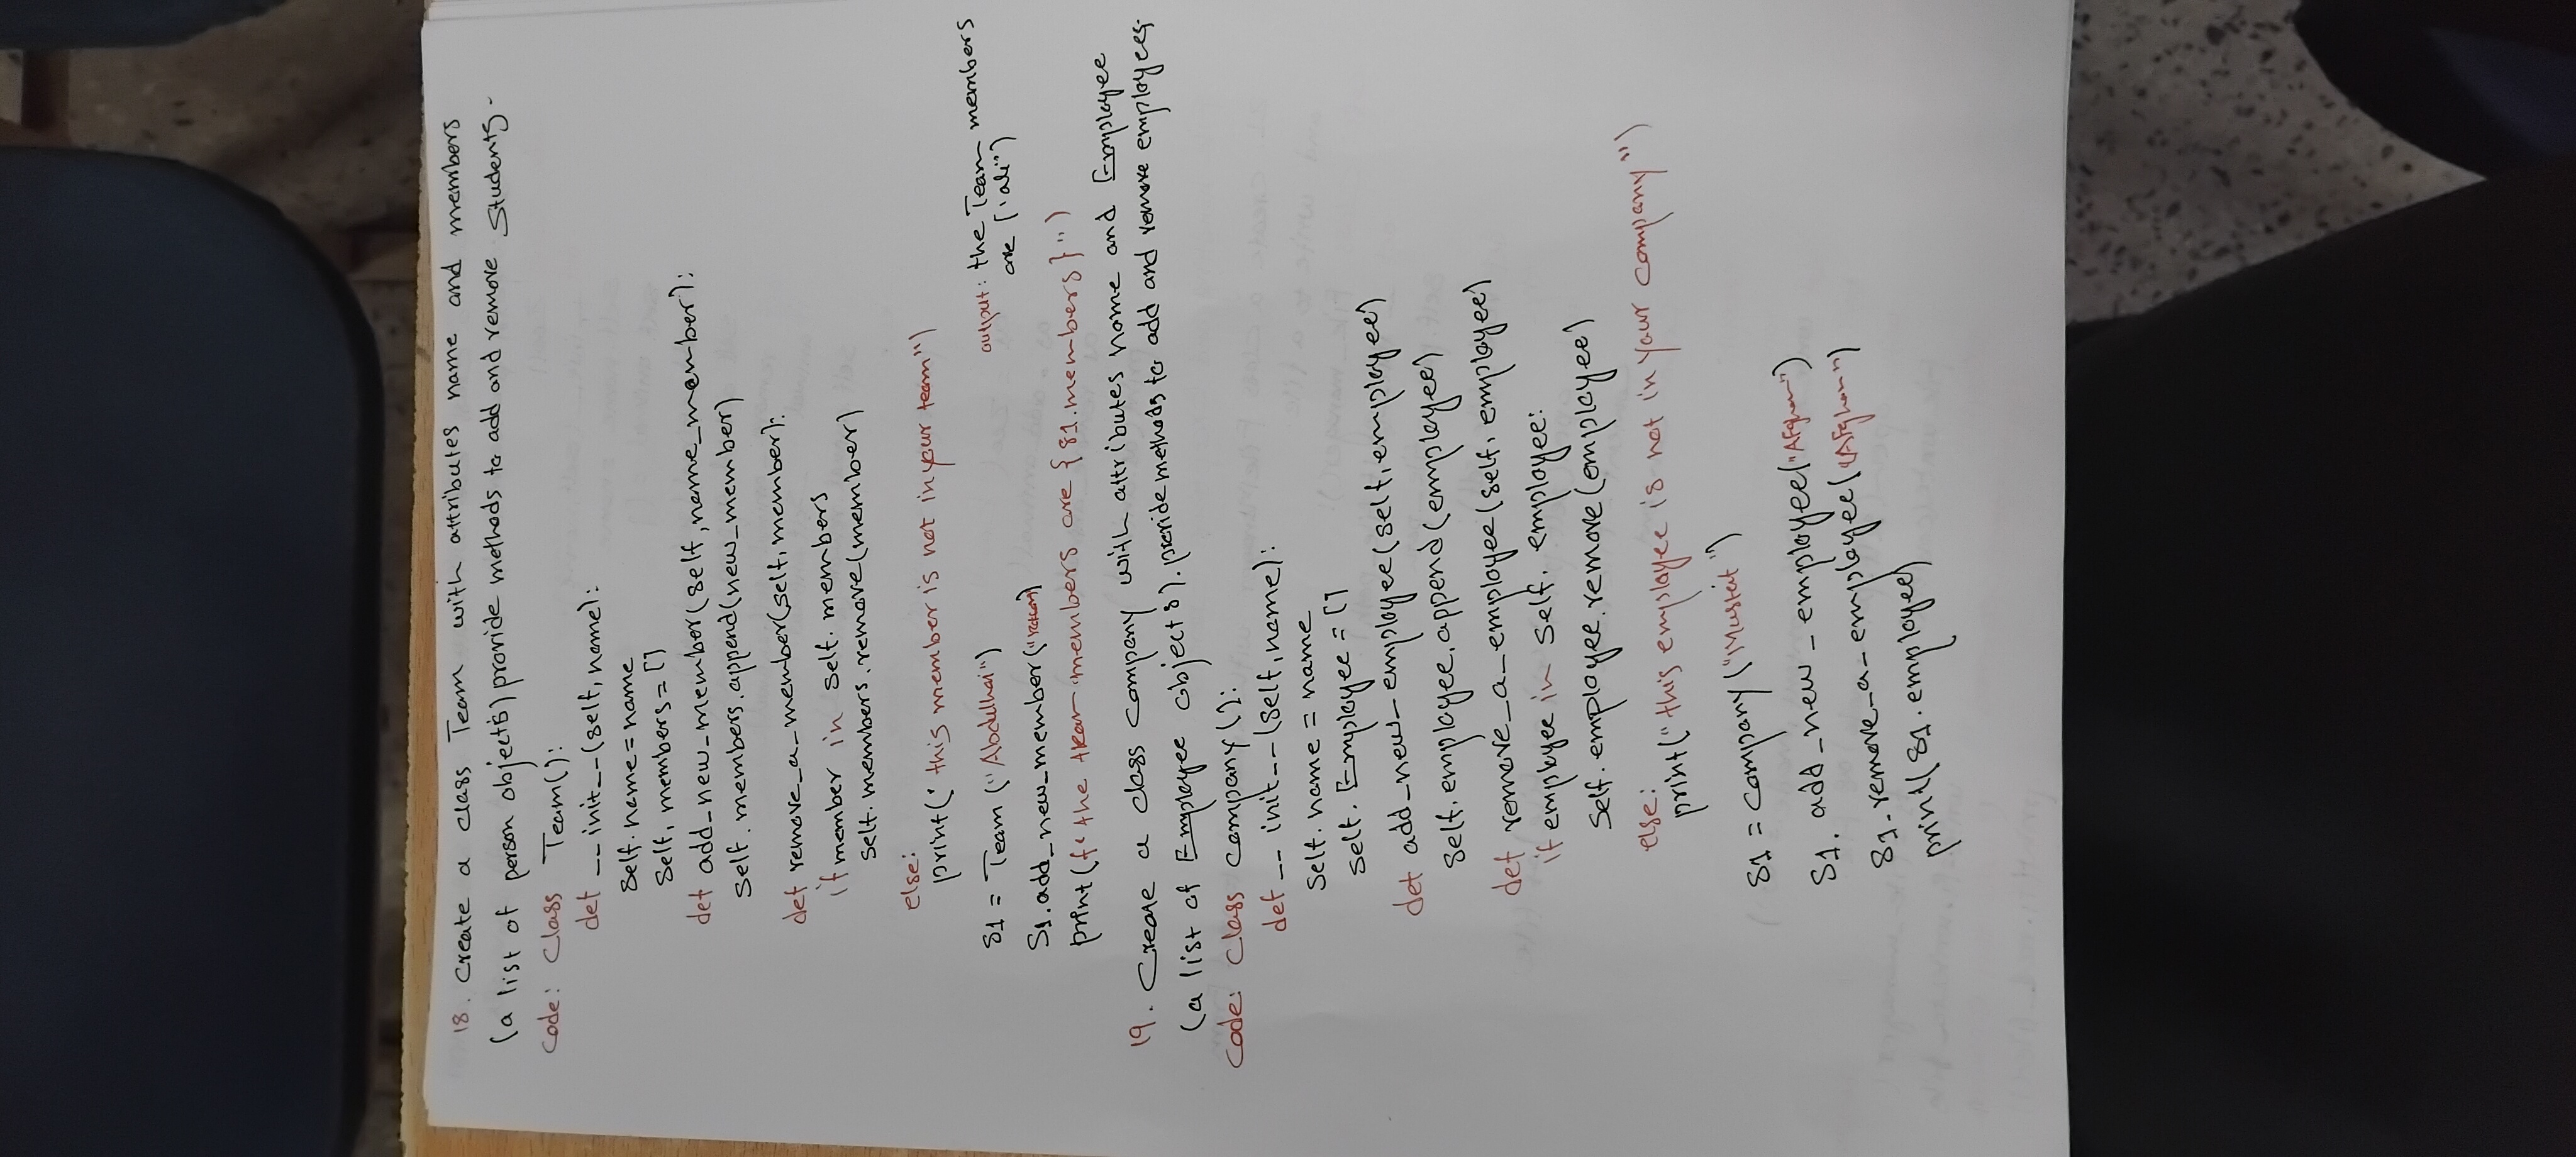 18. Create a class Team with attributes name and members
(a list of person objects) provide methods to add and remove Students.
Code: Class Team():
def __init__(self, name):
Self. name = name
Self, members = []
def add_new_member(self, name_member):
Self. members.append(new_member)
def remove_a_member(self, member):
if member in self. members
self. members.remove(member)
else:
print(" this member is not in your team")
S1 = Team ("Abdulhai")
output: the Team members
are ["ali")
S1.add_new_member("
print(f" the team members are {S1.members}")
19. Create a class Company with attributes name and Employee
(a list of Employee objects). provide methods to add and remove employees.
Code: Class Company():
def __ init__(self, name):
Self. name = name
Self. Employee = []
def add_new_employee(self, employee)
Self. employee.append(employee)
def remove_a_employee(self, employee)
if employee in Self. employee:
Self. employee.remove(employee)
else:
print("this employee is not in your company")
S1 = Company("")
S1. add_new_employee("Afghan")
S1.remove_a_employee("Afghan")
print(S1.employee)